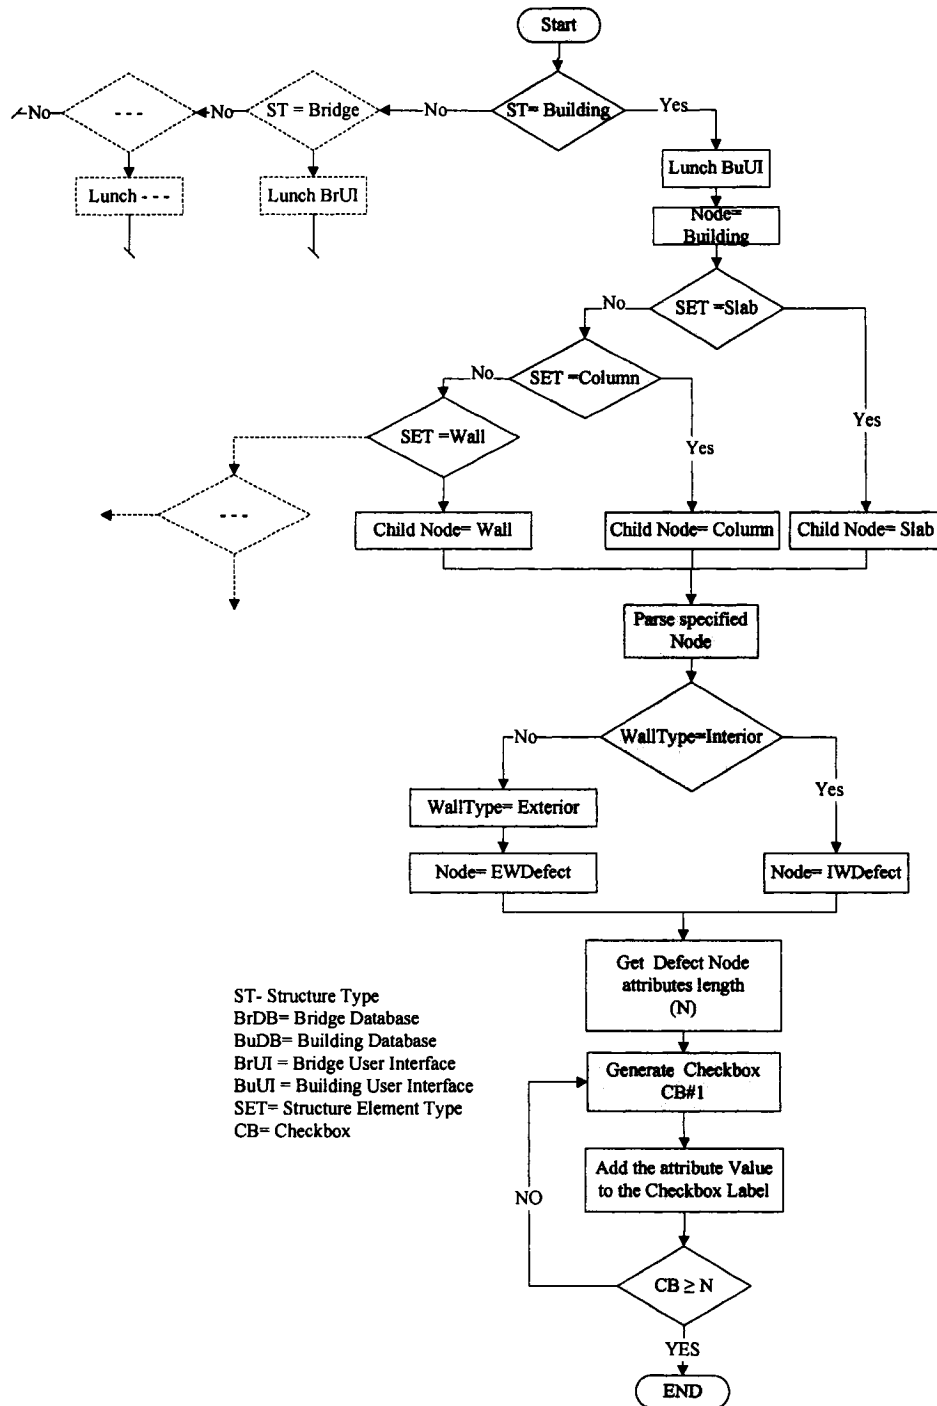 Start
ST= Building
No
Yes
ST = Bridge
No
- - -
No
Lunch - - -
Lunch BrUI
Lunch BuUI
Node=
Building
SET =Slab
No
Yes
SET =Column
No
Yes
SET =Wall
- - -
Child Node= Wall
Child Node= Column
Child Node= Slab
Parse specified
Node
WallType=Interior
No
Yes
WallType= Exterior
Node= EWDefect
Node= IWDefect
Get Defect Node
attributes length
(N)
ST- Structure Type
BrDB= Bridge Database
BuDB= Building Database
BrUI = Bridge User Interface
BuUI = Building User Interface
SET= Structure Element Type
CB= Checkbox
Generate Checkbox
CB#1
Add the attribute Value
to the Checkbox Label
NO
CB ≥ N
YES
END